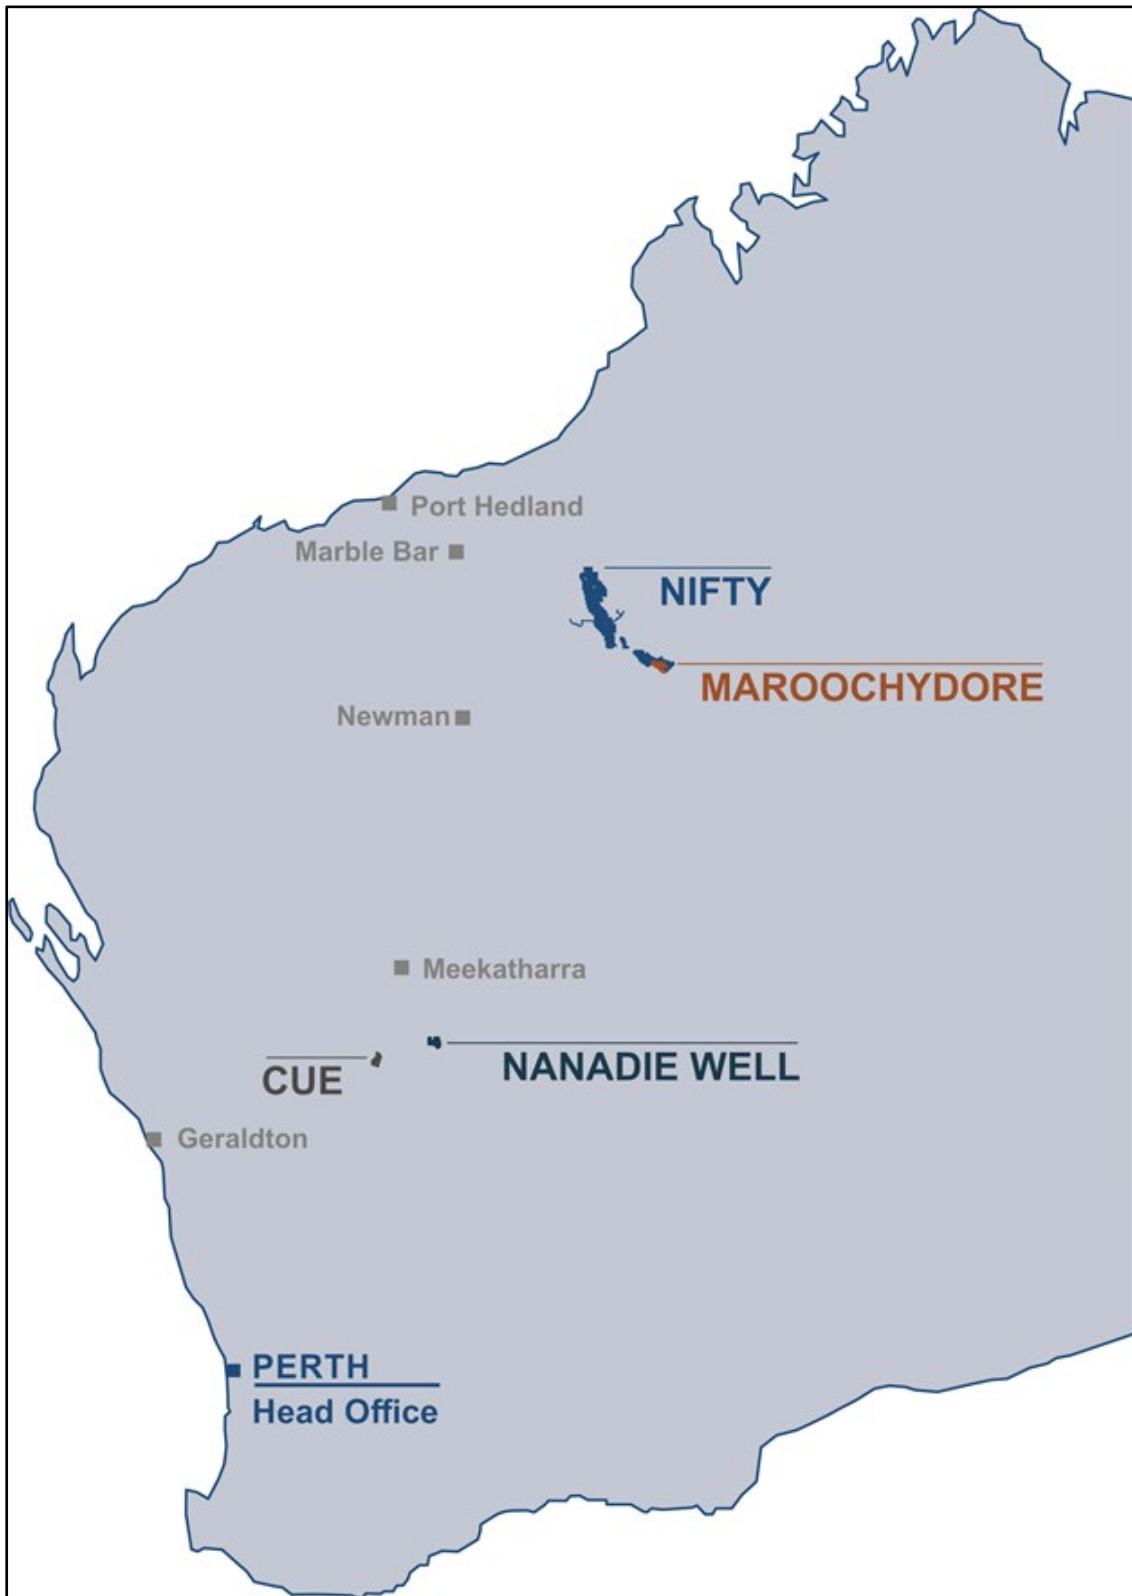 Port Hedland
Marble Bar
NIFTY
MAROOCHYDORE
Newman
Meekatharra
CUE
NANADIE WELL
Geraldton
PERTH
Head Office